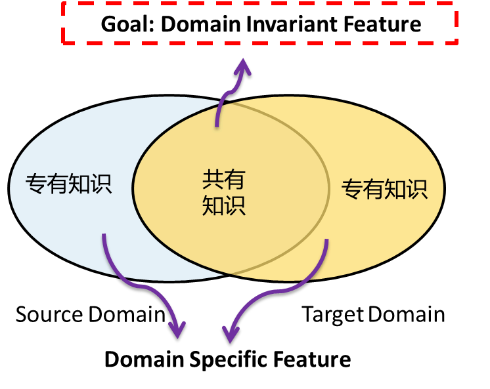 Goal: Domain Invariant Feature
专有知识
共有
知识
专有知识
Source Domain
Target Domain
Domain Specific Feature